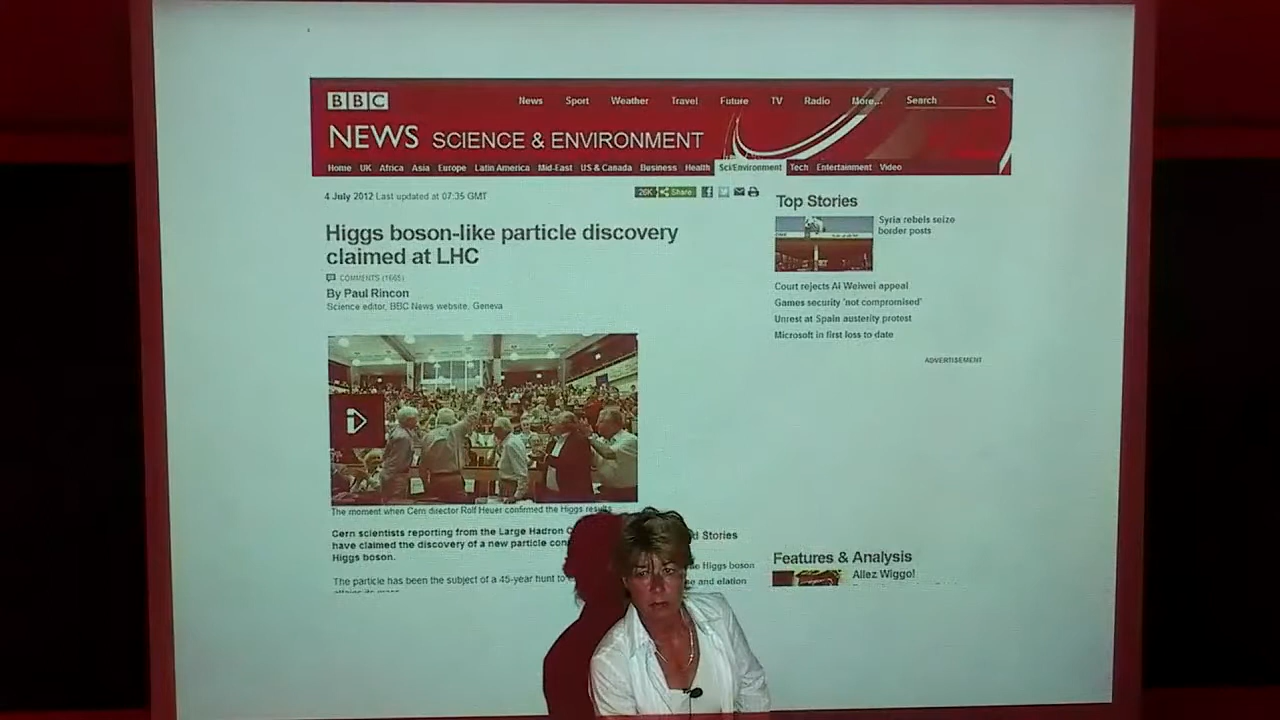 BBC
News Sport Weather Travel Future TV Radio More... Search
NEWS SCIENCE & ENVIRONMENT
Home UK Africa Asia Europe Latin America Mid-East US & Canada Business Health Sci/Environment Tech Entertainment Video
4 July 2012 Last updated at 07:35 GMT
26K Share
Higgs boson-like particle discovery
claimed at LHC
COMMENTS (1665)
By Paul Rincon
Science editor, BBC News website, Geneva
The moment when Cern director Rolf Heuer confirmed the Higgs results
Cern scientists reporting from the Large Hadron
have claimed the discovery of a new particle
Higgs boson.
The particle has been the subject of a 45-year hunt to
Stories
Higgs boson
and elation
Top Stories
Syria rebels seize
border posts
Court rejects Ai Weiwei appeal
Games security 'not compromised'
Unrest at Spain austerity protest
Microsoft in first loss to date
ADVERTISEMENT
Features & Analysis
Allez Wiggo!